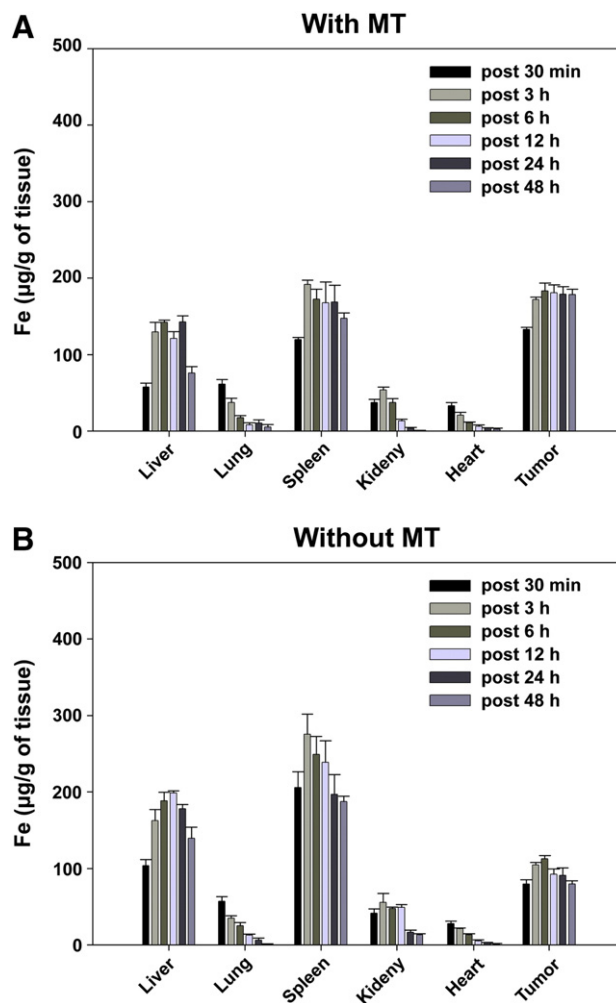 A
With MT
500
400
300
200
100
0
Fe (µg/g of tissue)
post 30 min
post 3 h
post 6 h
post 12 h
post 24 h
post 48 h
Liver
Lung
Spleen
Kideny
Heart
Tumor
B
Without MT
500
400
300
200
100
0
Fe (µg/g of tissue)
post 30 min
post 3 h
post 6 h
post 12 h
post 24 h
post 48 h
Liver
Lung
Spleen
Kideny
Heart
Tumor